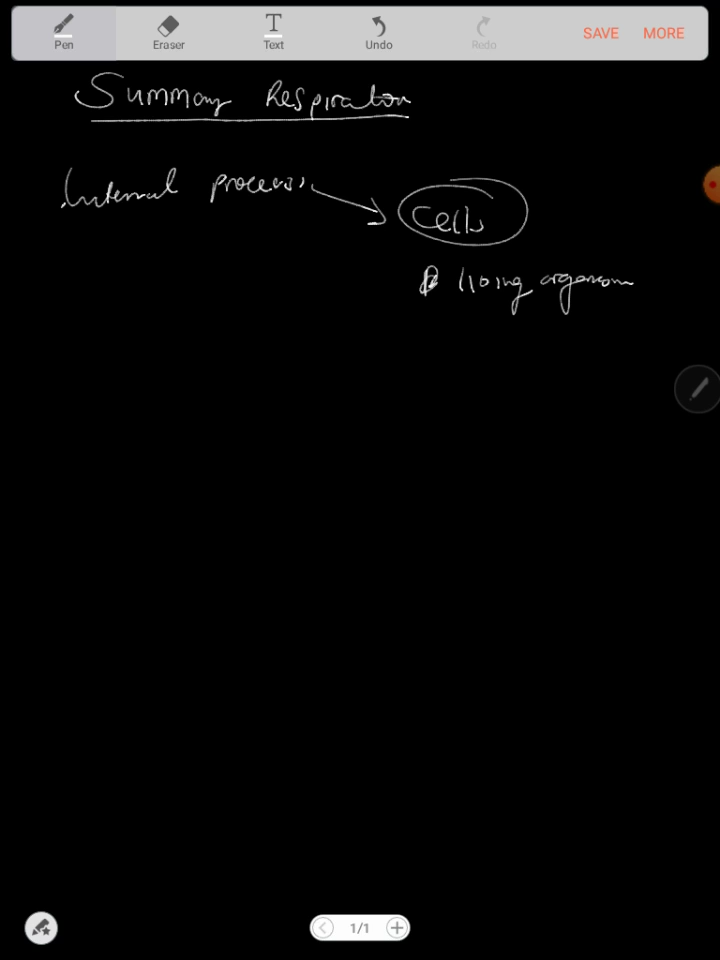 Pen Eraser Text Undo Redo SAVE MORE
Summary Respiration
Internal process
cells
living organism
1/1